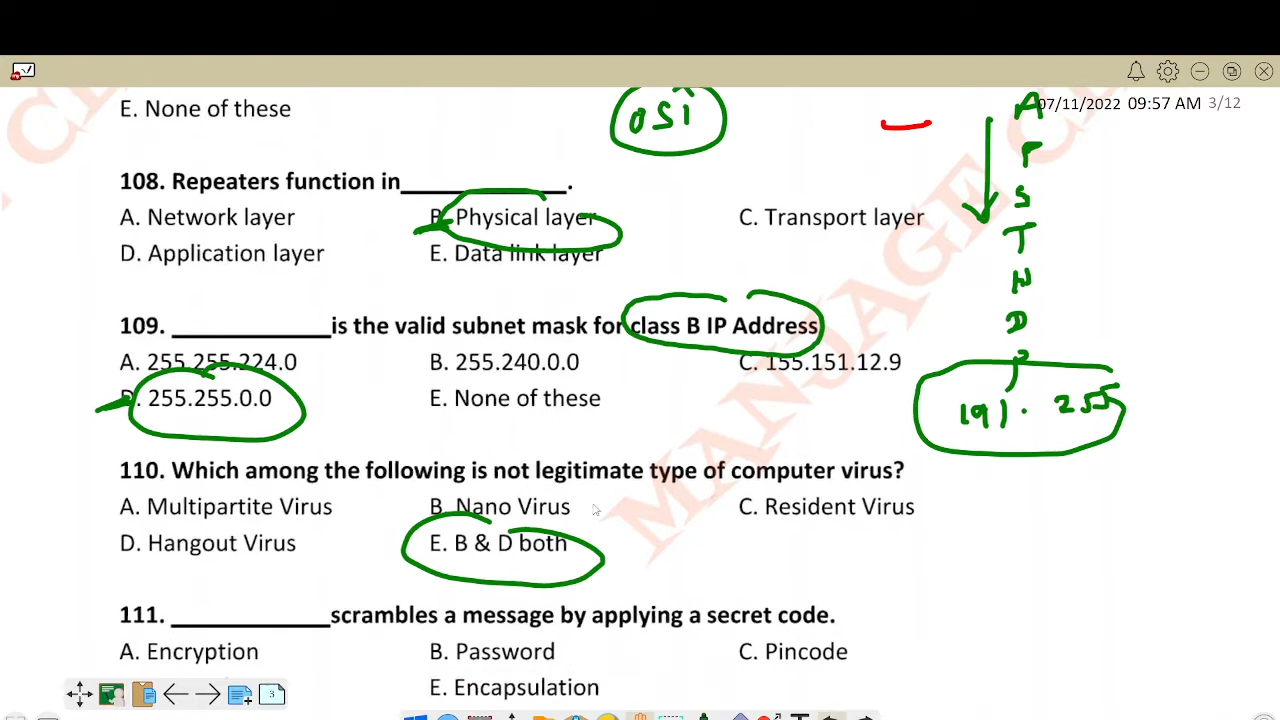 07/11/2022 09:57 AM 3/12
E. None of these
OSI
A
P
S
T
N
D
P
108. Repeaters function in______________.
A. Network layer B. Physical layer C. Transport layer
D. Application layer E. Data link layer
109. _____________is the valid subnet mask for class B IP Address
A. 255.255.224.0 B. 255.240.0.0 C. 155.151.12.9
D. 255.255.0.0 E. None of these
191. 255
110. Which among the following is not legitimate type of computer virus?
A. Multipartite Virus B. Nano Virus C. Resident Virus
D. Hangout Virus E. B & D both
111. _____________scrambles a message by applying a secret code.
A. Encryption B. Password C. Pincode
E. Encapsulation
3